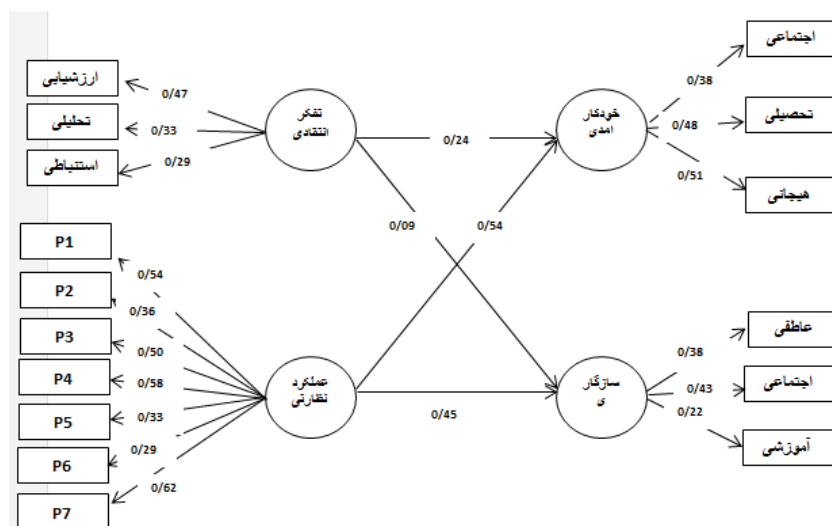 ارزشیابی
تحلیلی
استنباطی
0/47
0/33
0/29
تفکر
انتقادی
0/24
0/09
0/54
خودکار
امدی
0/38
0/48
0/51
اجتماعی
تحصیلی
هیجانی
P1
P2
P3
P4
P5
P6
P7
0/54
0/36
0/50
0/58
0/33
0/29
0/62
عملکرد
نظارتی
0/45
سازگار
ی
0/38
0/43
0/22
عاطفی
اجتماعی
آموزشی